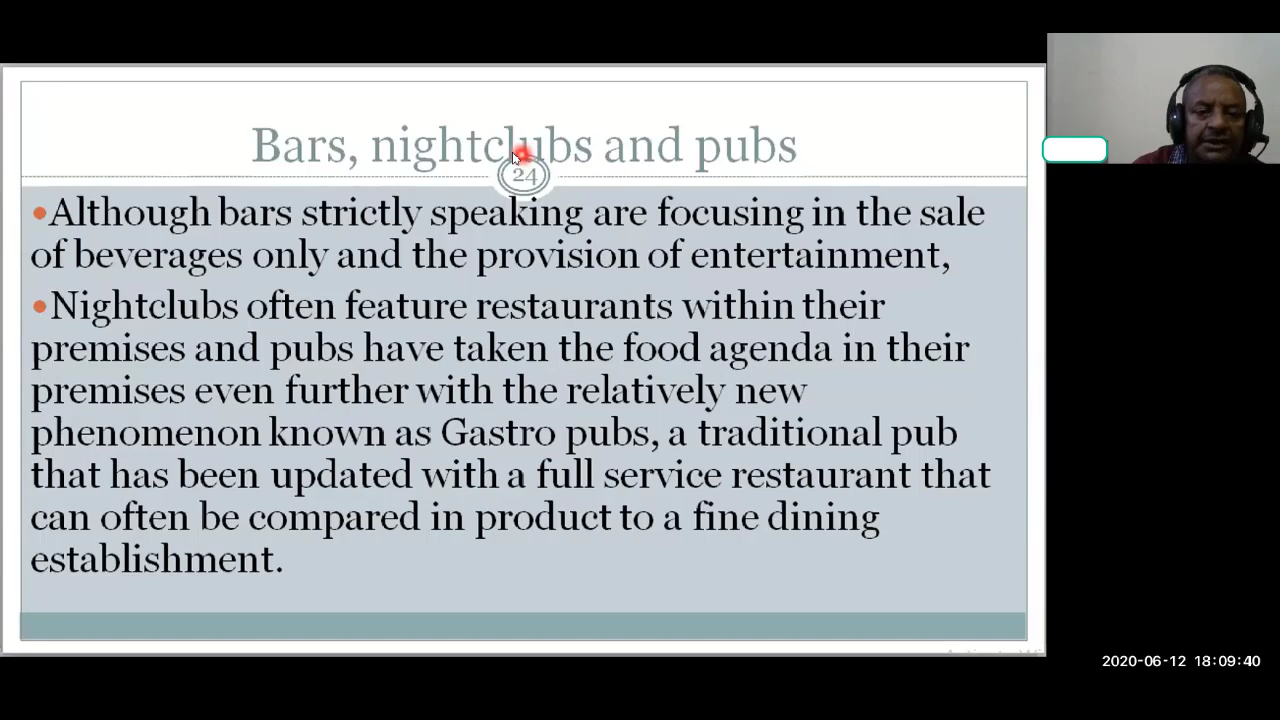 Bars, nightclubs and pubs
24
•Although bars strictly speaking are focusing in the sale
of beverages only and the provision of entertainment,
•Nightclubs often feature restaurants within their
premises and pubs have taken the food agenda in their
premises even further with the relatively new
phenomenon known as Gastro pubs, a traditional pub
that has been updated with a full service restaurant that
can often be compared in product to a fine dining
establishment.
2020-06-12 18:09:40